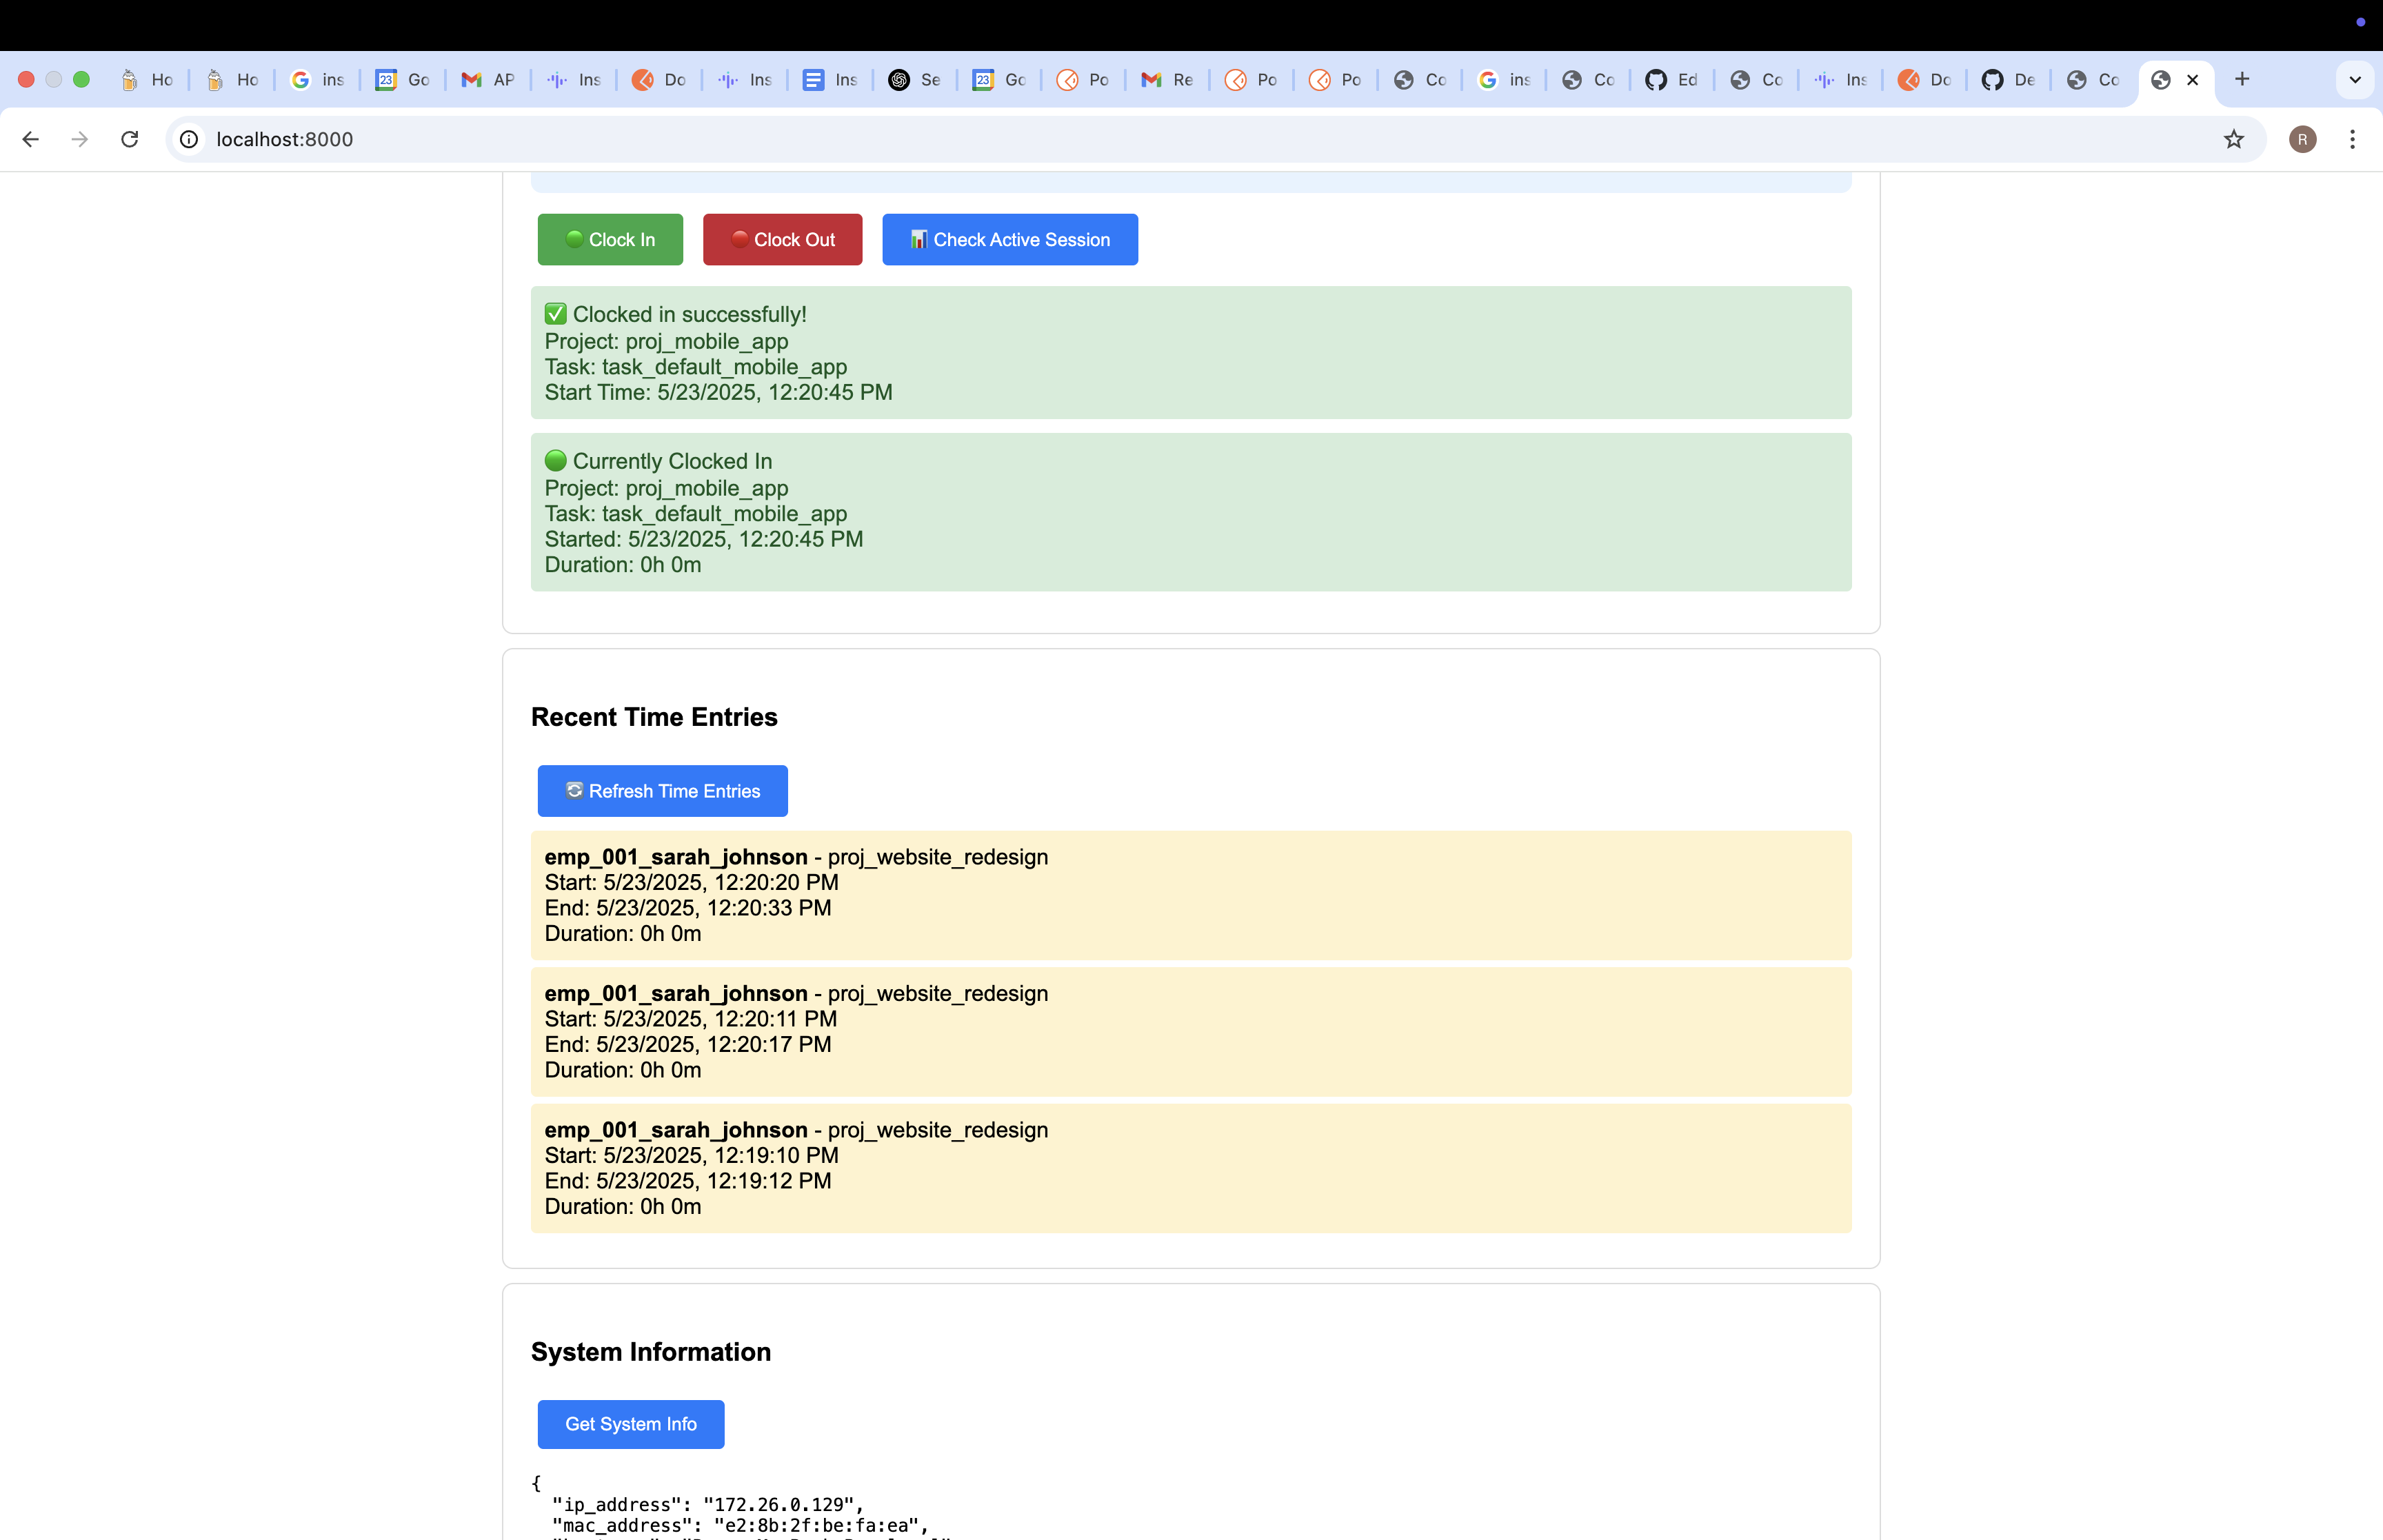 Ho
Ho
ins
23
Go
AP
Ins
Do
Ins
Ins
Se
23
Go
Po
Re
Po
Po
Co
ins
Co
Ed
Co
Ins
Do
De
Co
localhost:8000
R
Clock In
Clock Out
Check Active Session
✅ Clocked in successfully!
Project: proj_mobile_app
Task: task_default_mobile_app
Start Time: 5/23/2025, 12:20:45 PM
🟢 Currently Clocked In
Project: proj_mobile_app
Task: task_default_mobile_app
Started: 5/23/2025, 12:20:45 PM
Duration: 0h 0m
Recent Time Entries
Refresh Time Entries
emp_001_sarah_johnson - proj_website_redesign
Start: 5/23/2025, 12:20:20 PM
End: 5/23/2025, 12:20:33 PM
Duration: 0h 0m
emp_001_sarah_johnson - proj_website_redesign
Start: 5/23/2025, 12:20:11 PM
End: 5/23/2025, 12:20:17 PM
Duration: 0h 0m
emp_001_sarah_johnson - proj_website_redesign
Start: 5/23/2025, 12:19:10 PM
End: 5/23/2025, 12:19:12 PM
Duration: 0h 0m
System Information
Get System Info
{
"ip_address": "172.26.0.129",
"mac_address": "e2:8b:2f:be:fa:ea",